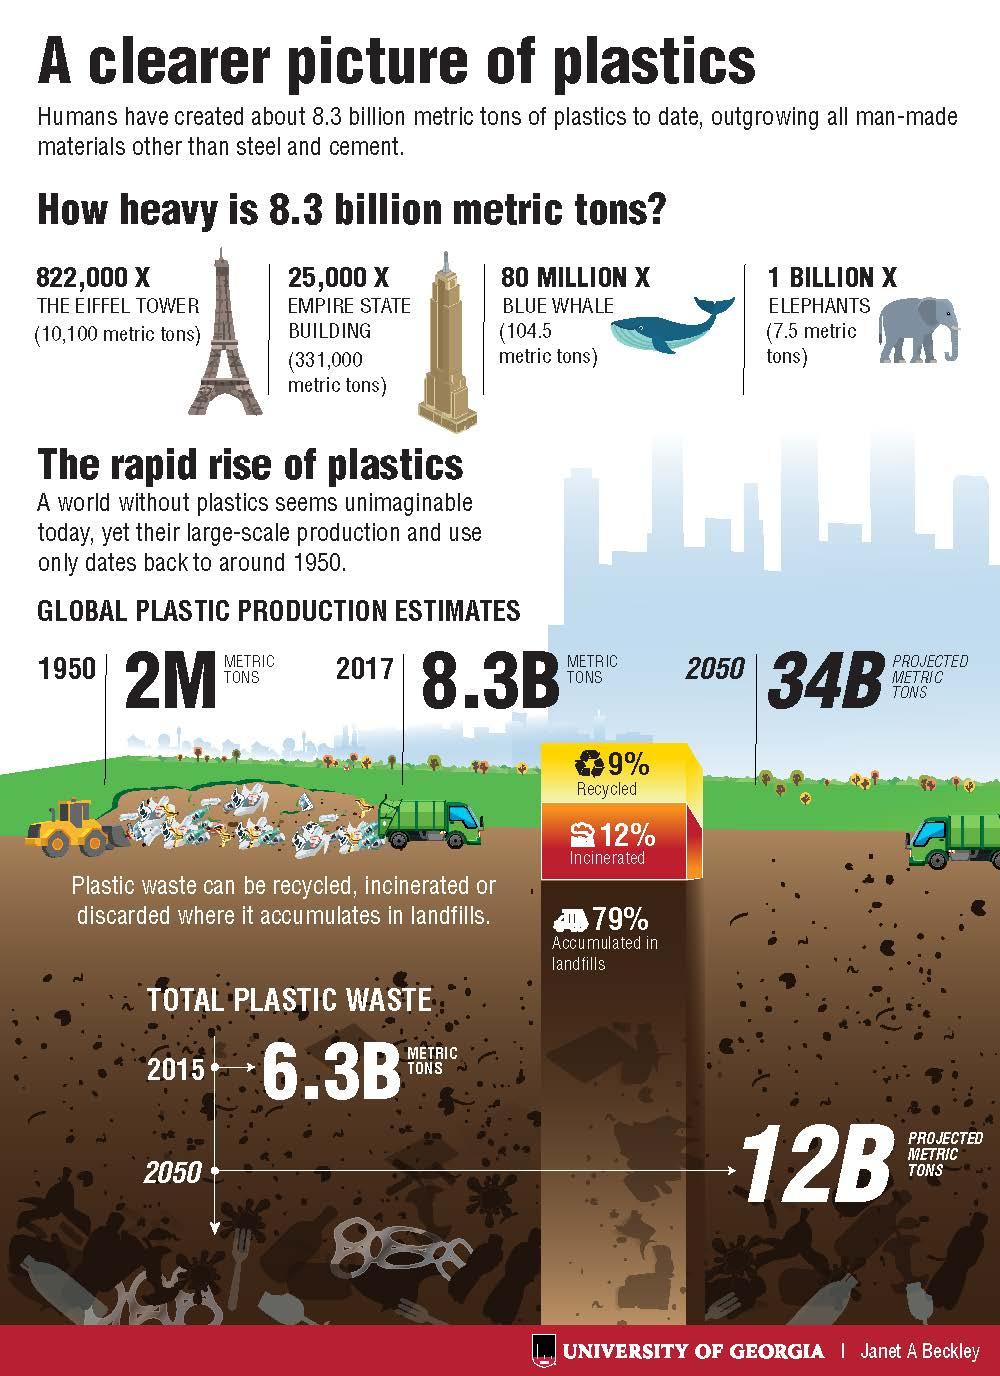 A clearer picture of plastics
Humans have created about 8.3 billion metric tons of plastics to date, outgrowing all man-made
materials other than steel and cement.
How heavy is 8.3 billion metric tons?
822,000 X
THE EIFFEL TOWER
(10,100 metric tons)
25,000 X
EMPIRE STATE
BUILDING
(331,000
metric tons)
80 MILLION X
BLUE WHALE
(104.5
metric tons)
1 BILLION X
ELEPHANTS
(7.5 metric
tons)
The rapid rise of plastics
A world without plastics seems unimaginable
today, yet their large-scale production and use
only dates back to around 1950.
GLOBAL PLASTIC PRODUCTION ESTIMATES
1950
2M METRIC
TONS
2017
8.3B METRIC
TONS
2050
34B PROJECTED
METRIC
TONS
9%
Recycled
12%
Incinerated
79%
Accumulated in
landfills
Plastic waste can be recycled, incinerated or
discarded where it accumulates in landfills.
TOTAL PLASTIC WASTE
2015
6.3B METRIC
TONS
2050
12B PROJECTED
METRIC
TONS
UNIVERSITY OF GEORGIA | Janet A Beckley